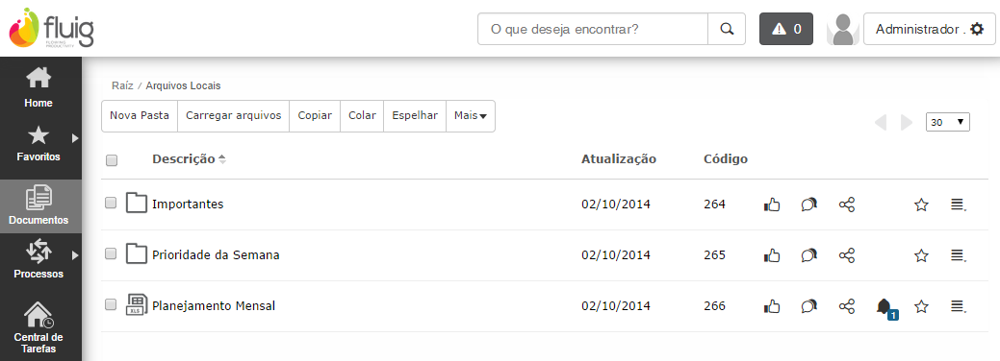 fluig
O que deseja encontrar?
0
Administrador .
Home
Favoritos
Documentos
Processos
Central de
Tarefas
Raíz / Arquivos Locais
Nova Pasta Carregar arquivos Copiar Colar Espelhar Mais
30
Descrição Atualização Código
Importantes 02/10/2014 264
Prioridade da Semana 02/10/2014 265
XLS Planejamento Mensal 02/10/2014 266 1